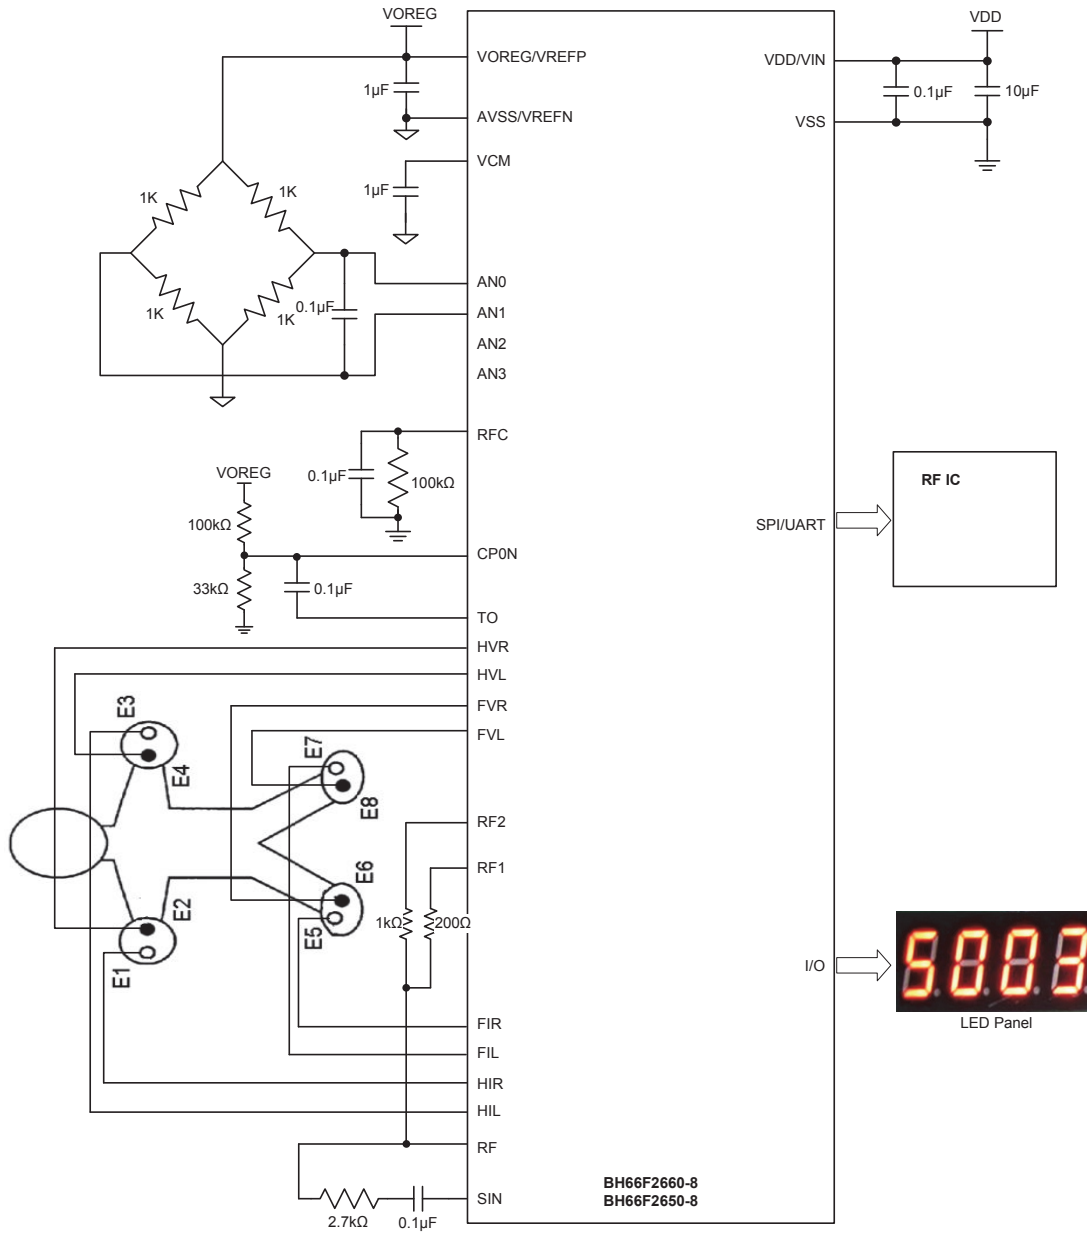 VOREG
VDD
VOREG/VREFP
VDD/VIN
1µF
0.1µF
10µF
AVSS/VREFN
VSS
VCM
1µF
1K
1K
AN0
0.1µF
1K
1K
AN1
AN2
AN3
RFC
0.1µF
100kΩ
VOREG
RF IC
100kΩ
SPI/UART
CP0N
33kΩ
0.1µF
TO
HVR
HVL
E3
FVR
FVL
E7
E4
E8
RF2
E6
RF1
E2
1kΩ
200Ω
E5
E1
I/O
5003
LED Panel
FIR
FIL
HIR
HIL
RF
BH66F2660-8
SIN
BH66F2650-8
2.7kΩ
0.1µF